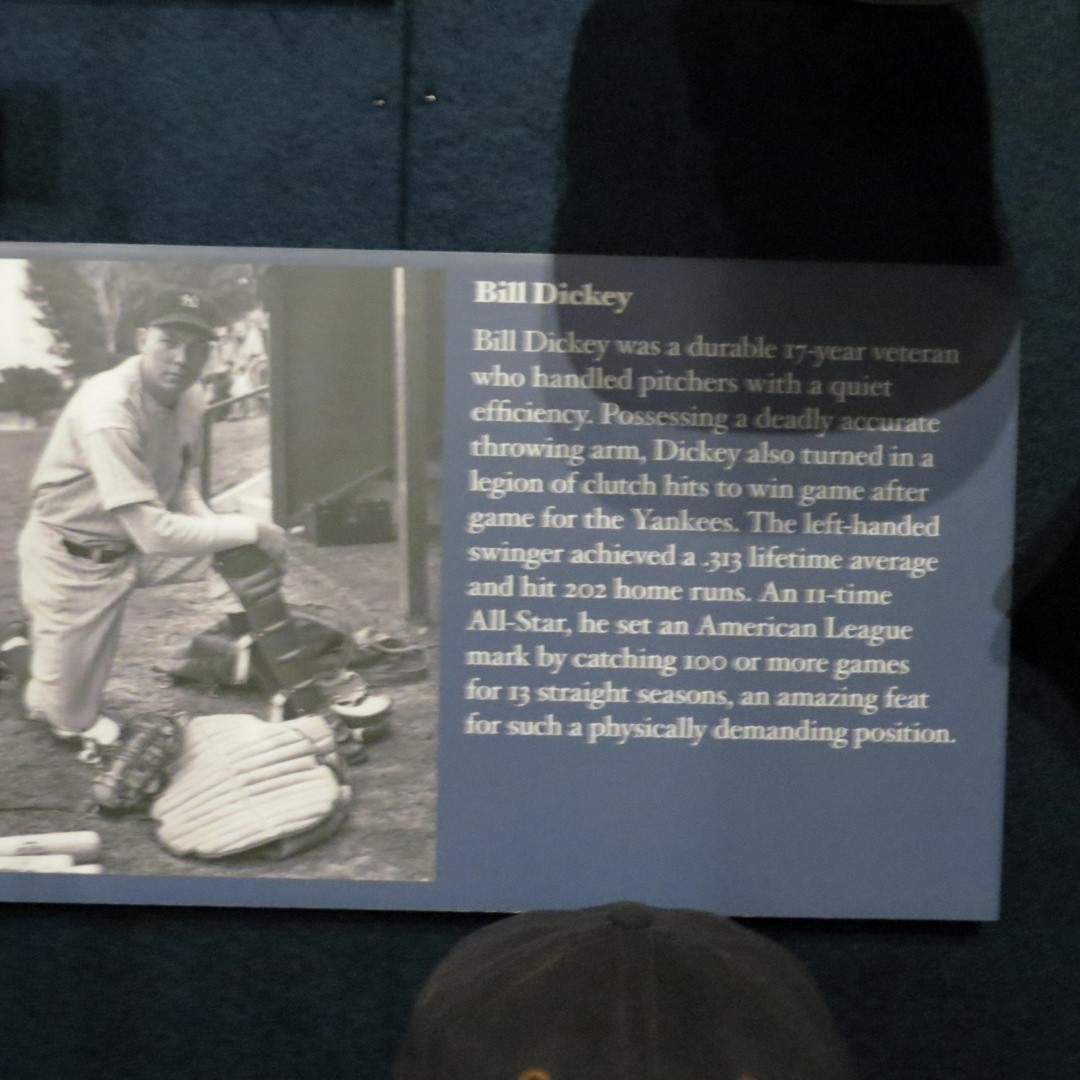 Bill Dickey
Bill Dickey was a durable 17-year veteran
who handled pitchers with a quiet
efficiency. Possessing a deadly accurate
throwing arm, Dickey also turned in a
legion of clutch hits to win game after
game for the Yankees. The left-handed
swinger achieved a .313 lifetime average
and hit 202 home runs. An 11-time
All-Star, he set an American League
mark by catching 100 or more games
for 13 straight seasons, an amazing feat
for such a physically demanding position.